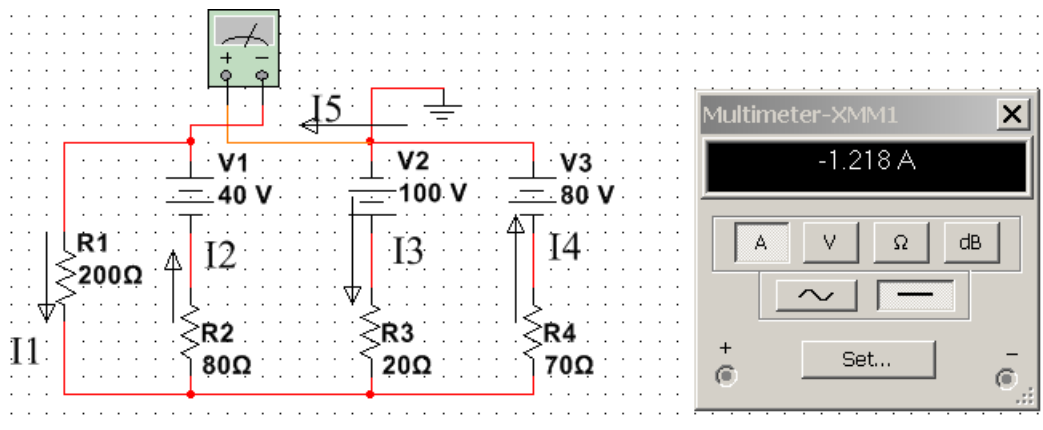 + −
I5
V1
40 V
V2
100 V
V3
80 V
R1
200Ω
I2
I3
I4
R2
80Ω
R3
20Ω
R4
70Ω
I1
Multimeter-XMM1
-1.218 A
A V Ω dB
+ Set... −